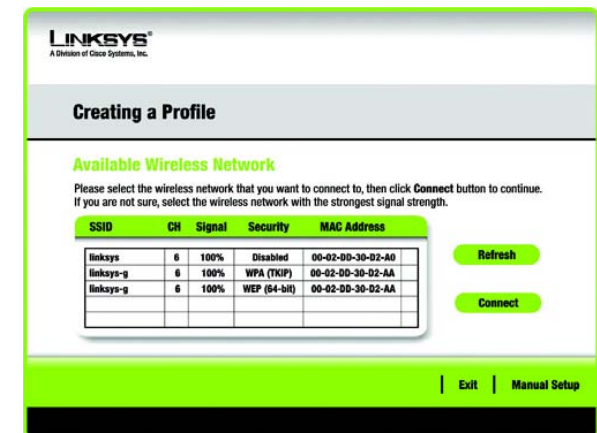 LINKSYS®
A Division of Cisco Systems, Inc.
Creating a Profile
Available Wireless Network
Please select the wireless network that you want to connect to, then click Connect button to continue.
If you are not sure, select the wireless network with the strongest signal strength.
SSID CH Signal Security MAC Address
linksys 6 100% Disabled 00-02-DD-30-D2-A0
linksys-g 6 100% WPA (TKIP) 00-02-DD-30-D2-AA
linksys-g 6 100% WEP (64-bit) 00-02-DD-30-D2-AA
Refresh
Connect
Exit Manual Setup